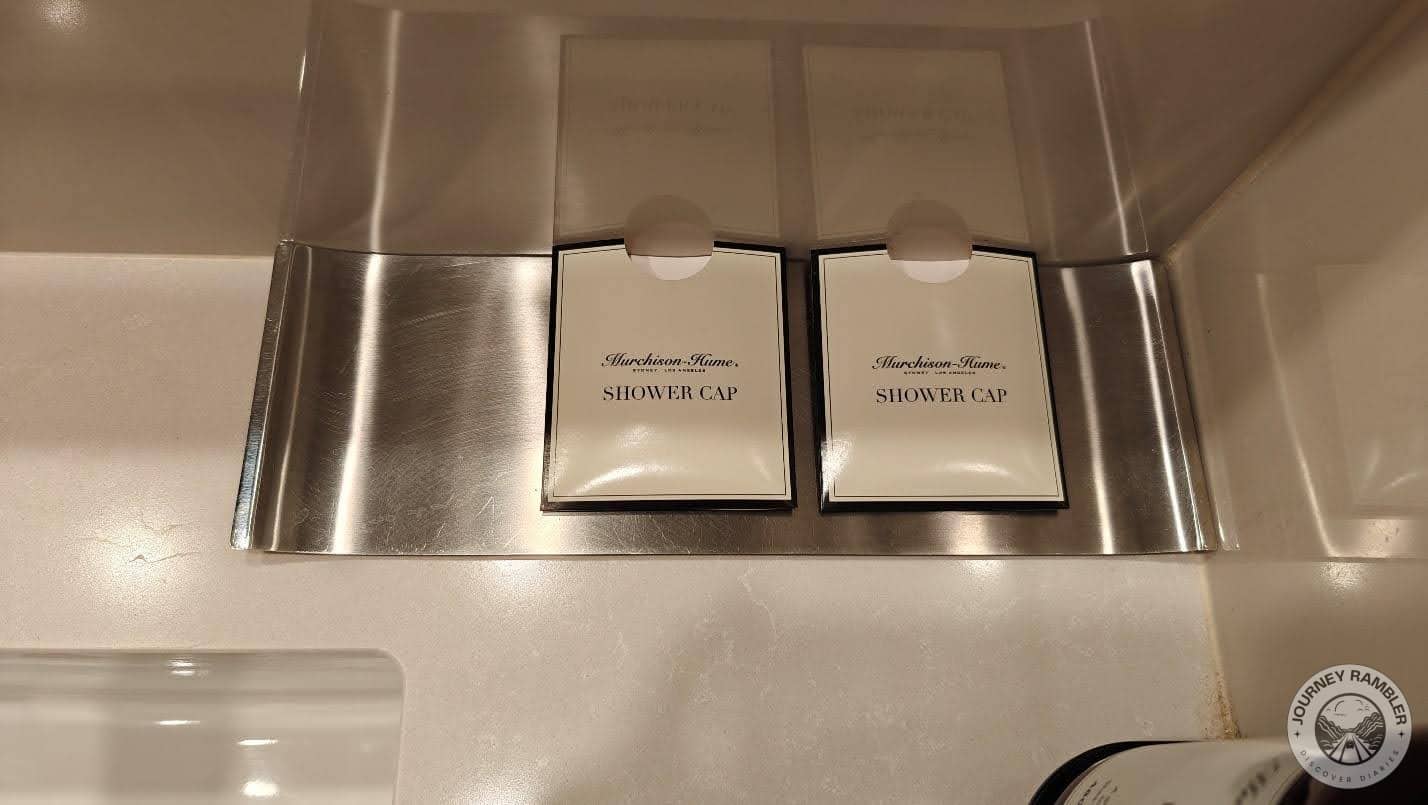 Murchison-Hume®
SYDNEY LOS ANGELES
SHOWER CAP
Murchison-Hume®
SYDNEY LOS ANGELES
SHOWER CAP
JOURNEY RAMBLER
DISCOVER DIARIES